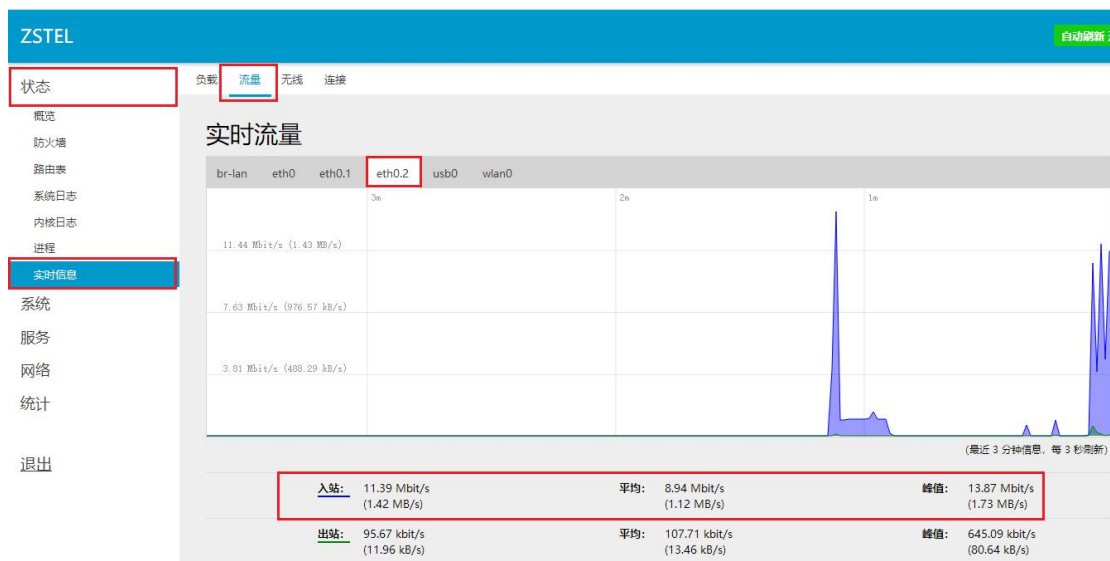 ZSTEL
自动刷新
状态
概览
防火墙
路由表
系统日志
内核日志
进程
实时信息
系统
服务
网络
统计
退出
负载 流量 无线 连接
实时流量
br-lan eth0 eth0.1 eth0.2 usb0 wlan0
3m 2m 1m
11.44 Mbit/s (1.43 MB/s)
7.63 Mbit/s (976.57 kB/s)
3.81 Mbit/s (488.29 kB/s)
(最近 3 分钟信息，每 3 秒刷新)
入站: 11.39 Mbit/s 平均: 8.94 Mbit/s 峰值: 13.87 Mbit/s
(1.42 MB/s) (1.12 MB/s) (1.73 MB/s)
出站: 95.67 kbit/s 平均: 107.71 kbit/s 峰值: 645.09 kbit/s
(11.96 kB/s) (13.46 kB/s) (80.64 kB/s)